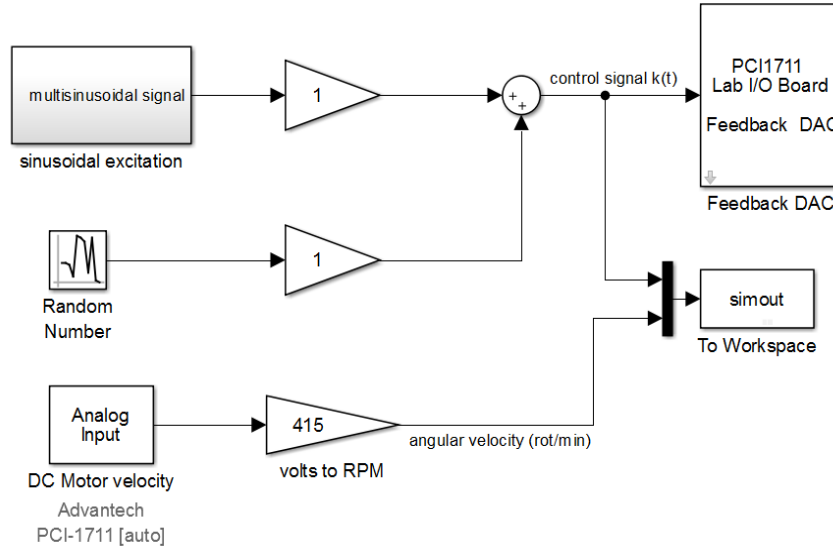 multisinusoidal signal
sinusoidal excitation
1
+
+
control signal k(t)
PCI1711
Lab I/O Board
Feedback DAC
Feedback DAC
Random
Number
1
simout
To Workspace
Analog
Input
DC Motor velocity
Advantech
PCI-1711 [auto]
415
volts to RPM
angular velocity (rot/min)